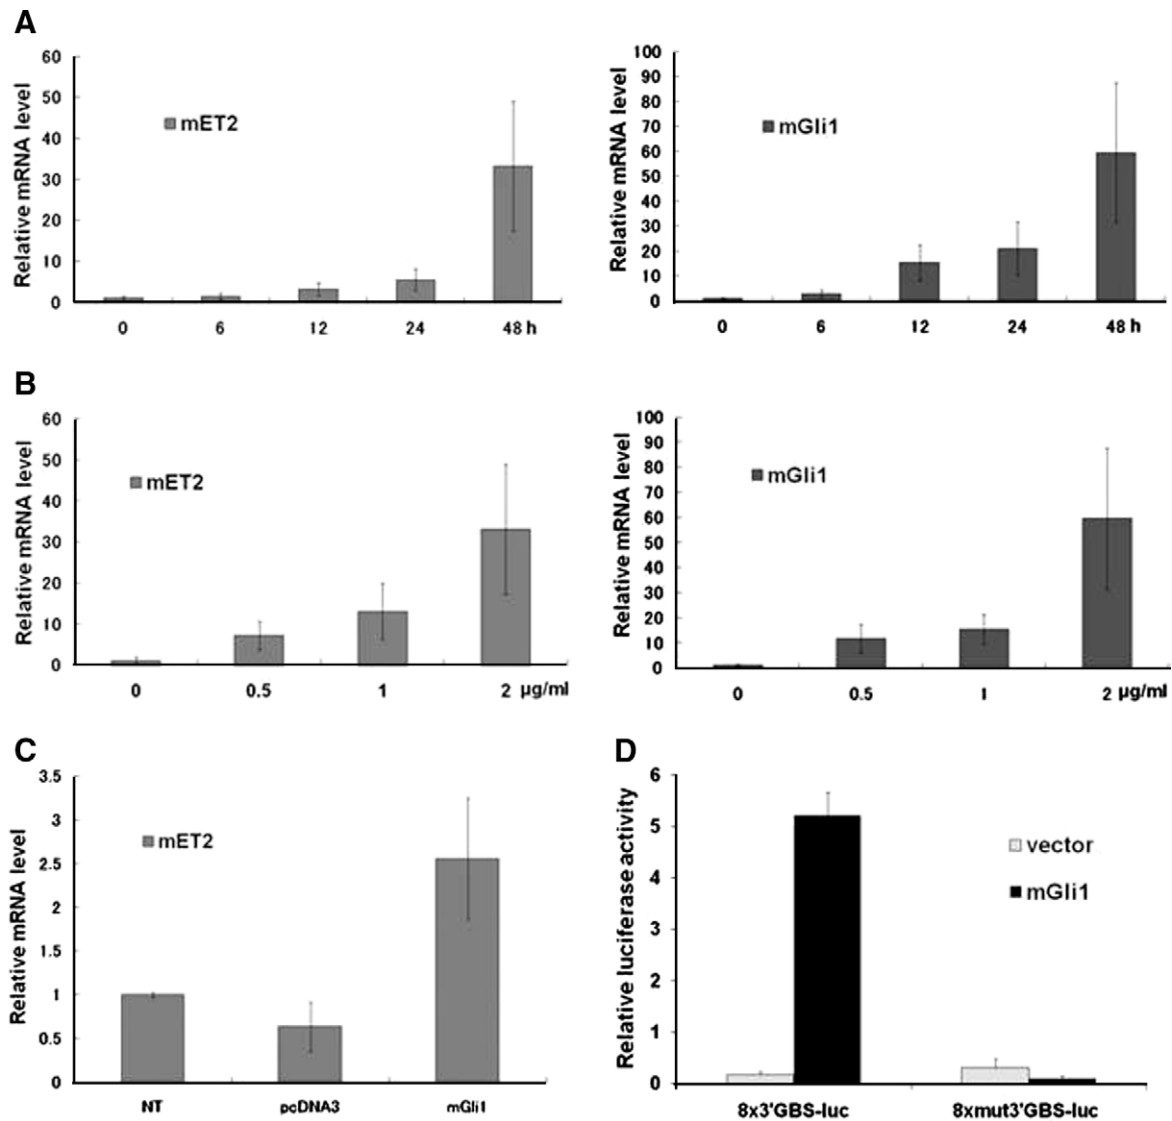 A
Relative mRNA level
60
50
40
30
20
10
0
mET2
0 6 12 24 48 h
Relative mRNA level
100
90
80
70
60
50
40
30
20
10
0
mGli1
0 6 12 24 48 h
B
Relative mRNA level
60
50
40
30
20
10
0
mET2
0 0.5 1 2 µg/ml
Relative mRNA level
100
90
80
70
60
50
40
30
20
10
0
mGli1
0 0.5 1 2 µg/ml
C
Relative mRNA level
3.5
3
2.5
2
1.5
1
0.5
0
mET2
NT pcDNA3 mGli1
D
Relative luciferase activity
6
5
4
3
2
1
0
vector
mGli1
8x3'GBS-luc 8xmut3'GBS-luc